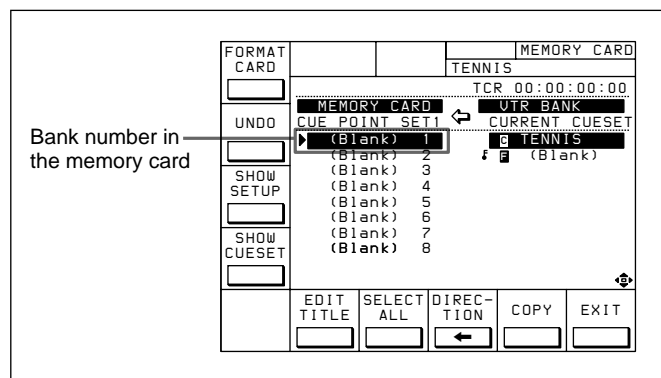 MEMORY CARD
TENNIS
TCR 00:00:00:00
FORMAT
CARD
UNDO
SHOW
SETUP
SHOW
CUESET
Bank number in
the memory card
MEMORY CARD
CUE POINT SET1
(Blank) 1
(Blank) 2
(Blank) 3
(Blank) 4
(Blank) 5
(Blank) 6
(Blank) 7
(Blank) 8
VTR BANK
CURRENT CUESET
C TENNIS
F (Blank)
EDIT
TITLE
SELECT
ALL
DIREC-
TION
COPY
EXIT